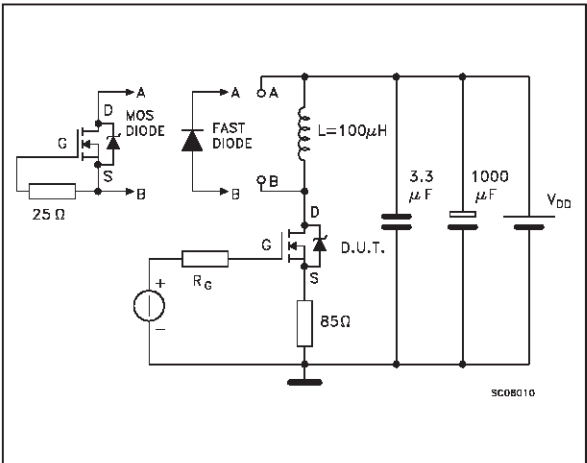 A
D
MOS
DIODE
G
S
B
25 Ω
A
FAST
DIODE
B
A
L=100μH
B
D
G
D.U.T.
S
+
−
R_G
85Ω
3.3
μF
1000
μF
V_DD
SC08010